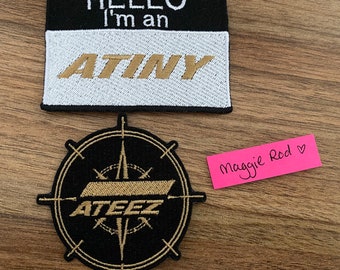 HELLO
I'm an
ATINY
Maggie Rod ♡
ATEEZ